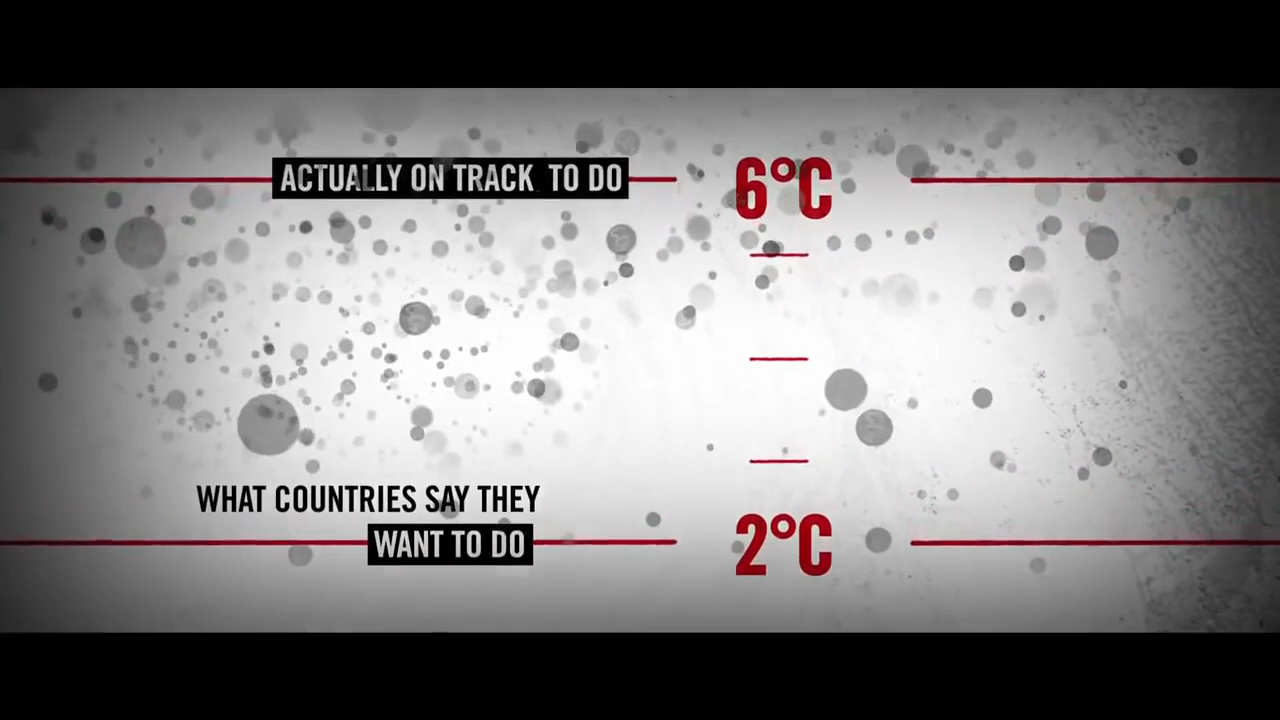 ACTUALLY ON TRACK TO DO
6°C
WHAT COUNTRIES SAY THEY
WANT TO DO
2°C